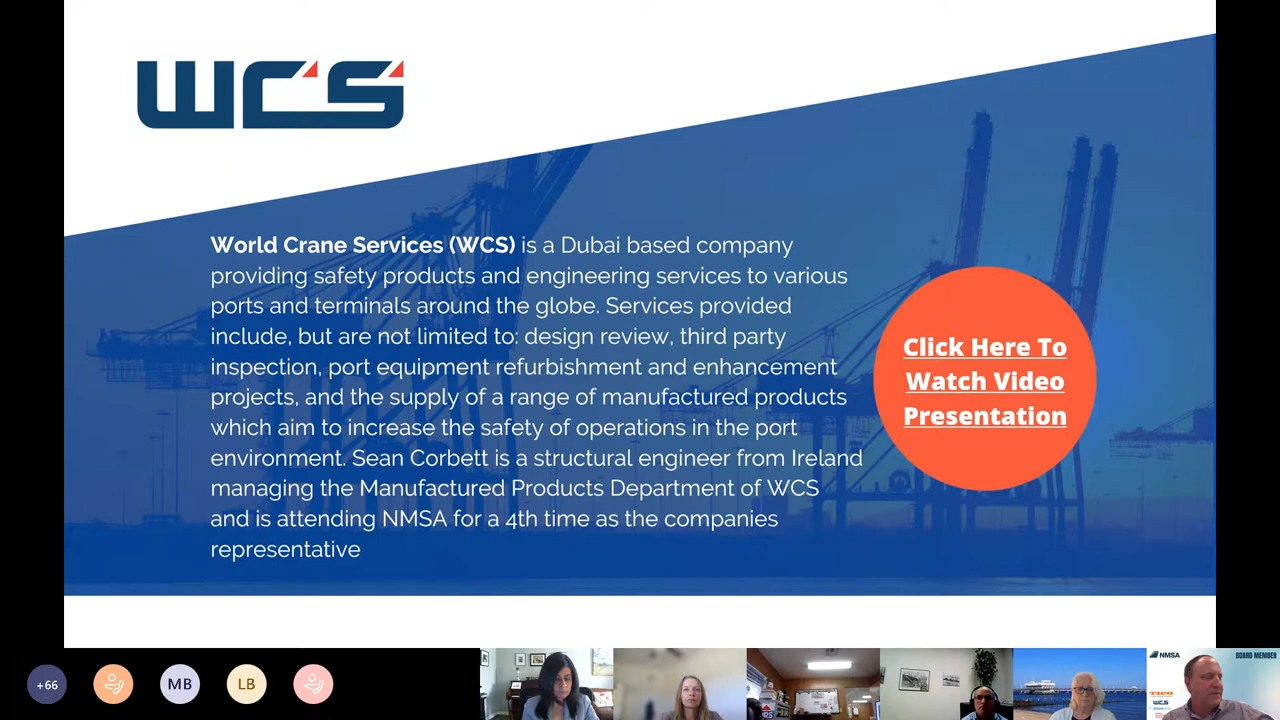 WCS
World Crane Services (WCS) is a Dubai based company
providing safety products and engineering services to various
ports and terminals around the globe. Services provided
include, but are not limited to: design review, third party
inspection, port equipment refurbishment and enhancement
projects, and the supply of a range of manufactured products
which aim to increase the safety of operations in the port
environment. Sean Corbett is a structural engineer from Ireland
managing the Manufactured Products Department of WCS
and is attending NMSA for a 4th time as the companies
representative
Click Here To
Watch Video
Presentation
+66
MB
LB
NMSA
BOARD MEMBER
TICO
WCS